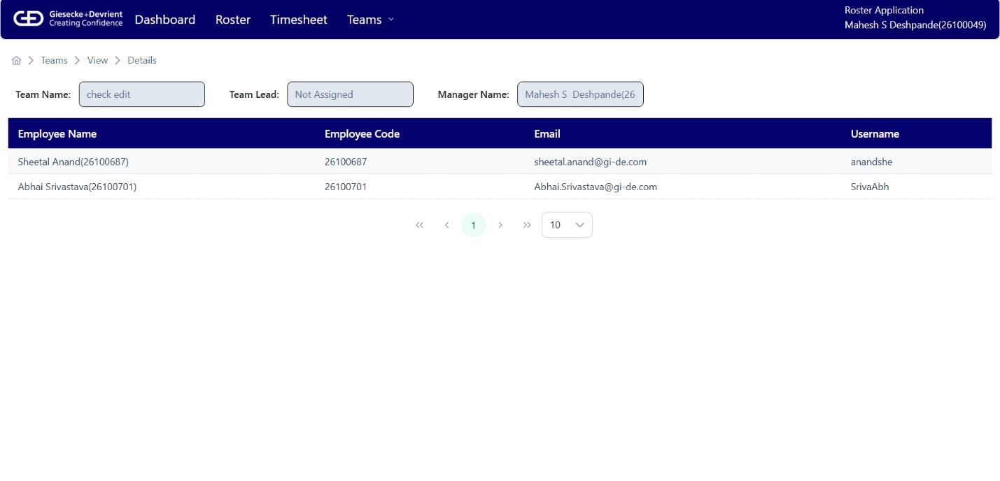 Giesecke+Devrient
Creating Confidence
Dashboard Roster Timesheet Teams
Roster Application
Mahesh S Deshpande(26100049)
Teams View Details
Team Name: check edit Team Lead: Not Assigned Manager Name: Mahesh S  Deshpande(26
Employee Name Employee Code Email Username
Sheetal Anand(26100687) 26100687 sheetal.anand@gi-de.com anandshe
Abhai Srivastava(26100701) 26100701 Abhai.Srivastava@gi-de.com SrivaAbh
1 10